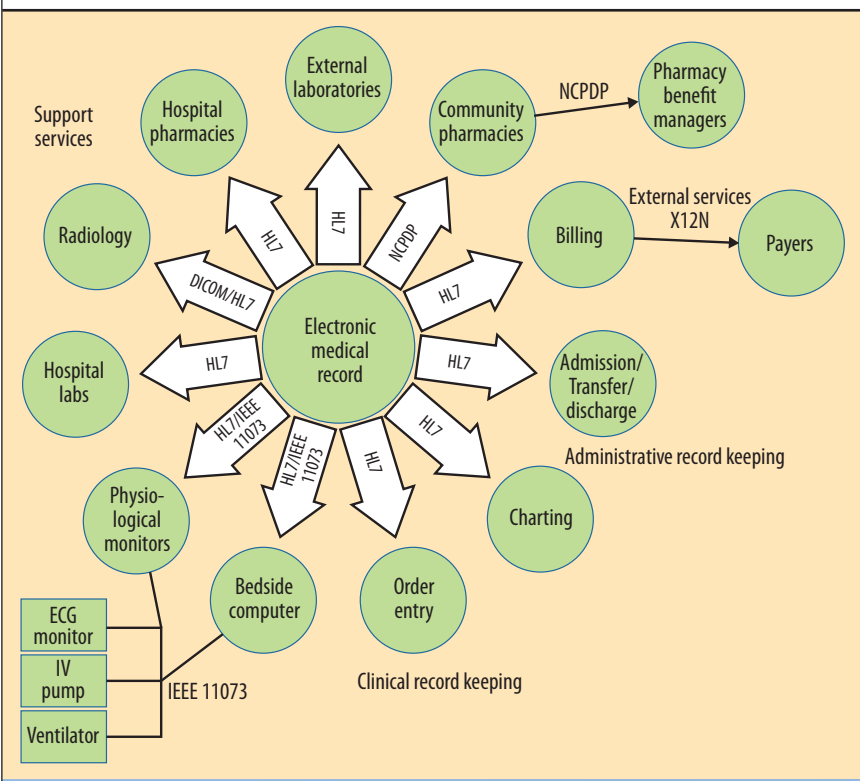 External
laboratories
Pharmacy
benefit
managers
NCPDP
Hospital
pharmacies
Community
pharmacies
Support
services
External services
X12N
Radiology
Billing
Payers
HL7
HL7
NCPDP
DICOM/HL7
HL7
Electronic
medical
record
Hospital
labs
HL7
HL7
Admission/
Transfer/
discharge
HL7/IEEE
11073
HL7/IEEE
11073
HL7
HL7
Administrative record keeping
Physio-
logical
monitors
Charting
Bedside
computer
Order
entry
ECG
monitor
IV
pump
Ventilator
IEEE 11073
Clinical record keeping